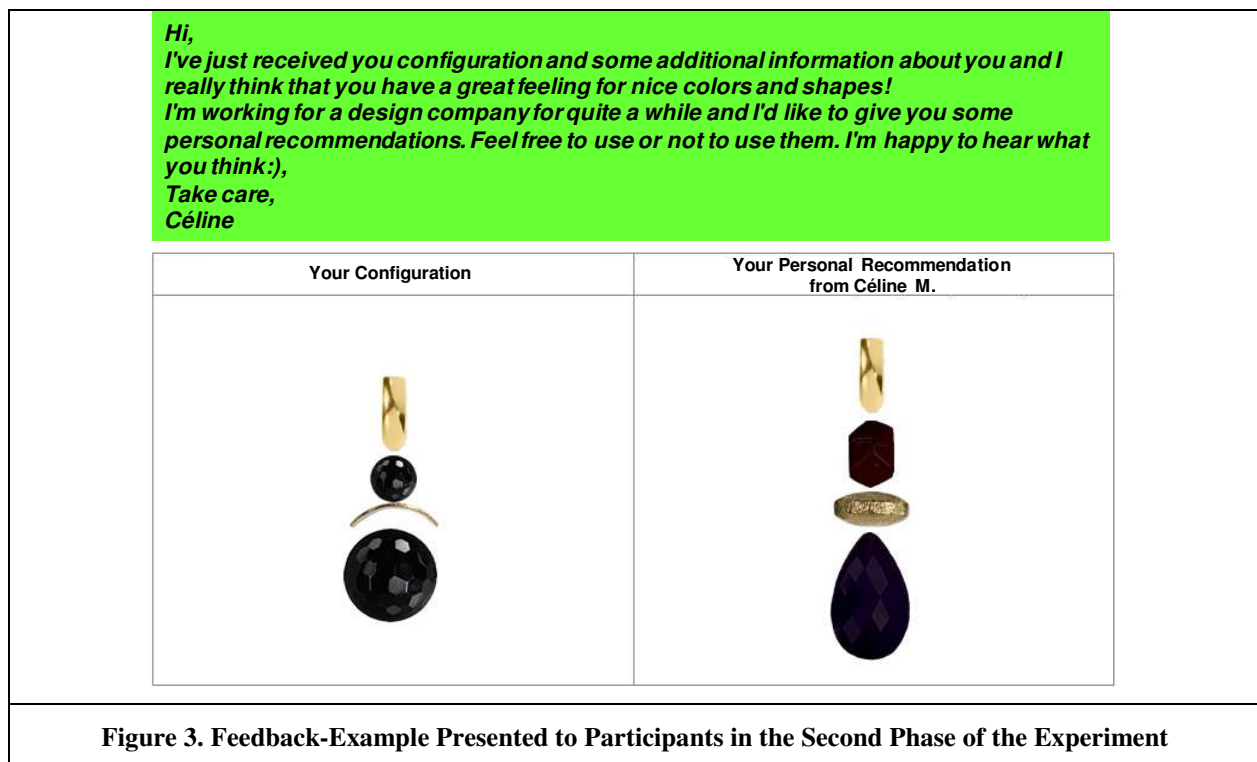 Hi,
I've just received you configuration and some additional information about you and I
really think that you have a great feeling for nice colors and shapes!
I'm working for a design company for quite a while and I'd like to give you some
personal recommendations. Feel free to use or not to use them. I'm happy to hear what
you think:),
Take care,
Céline
Your Configuration
Your Personal Recommendation
from Céline M.
Figure 3. Feedback-Example Presented to Participants in the Second Phase of the Experiment